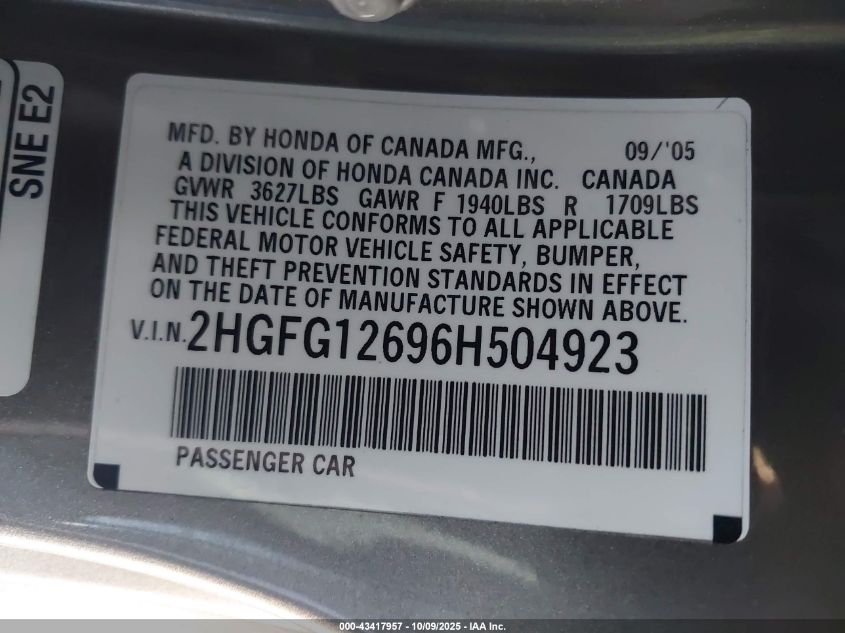 SNE E2
MFD. BY HONDA OF CANADA MFG., 09/'05
A DIVISION OF HONDA CANADA INC. CANADA
GVWR 3627LBS GAWR F 1940LBS R 1709LBS
THIS VEHICLE CONFORMS TO ALL APPLICABLE
FEDERAL MOTOR VEHICLE SAFETY, BUMPER,
AND THEFT PREVENTION STANDARDS IN EFFECT
ON THE DATE OF MANUFACTURE SHOWN ABOVE.
V.I.N. 2HGFG12696H504923
PASSENGER CAR
000-43417957 - 10/09/2025 - IAA Inc.